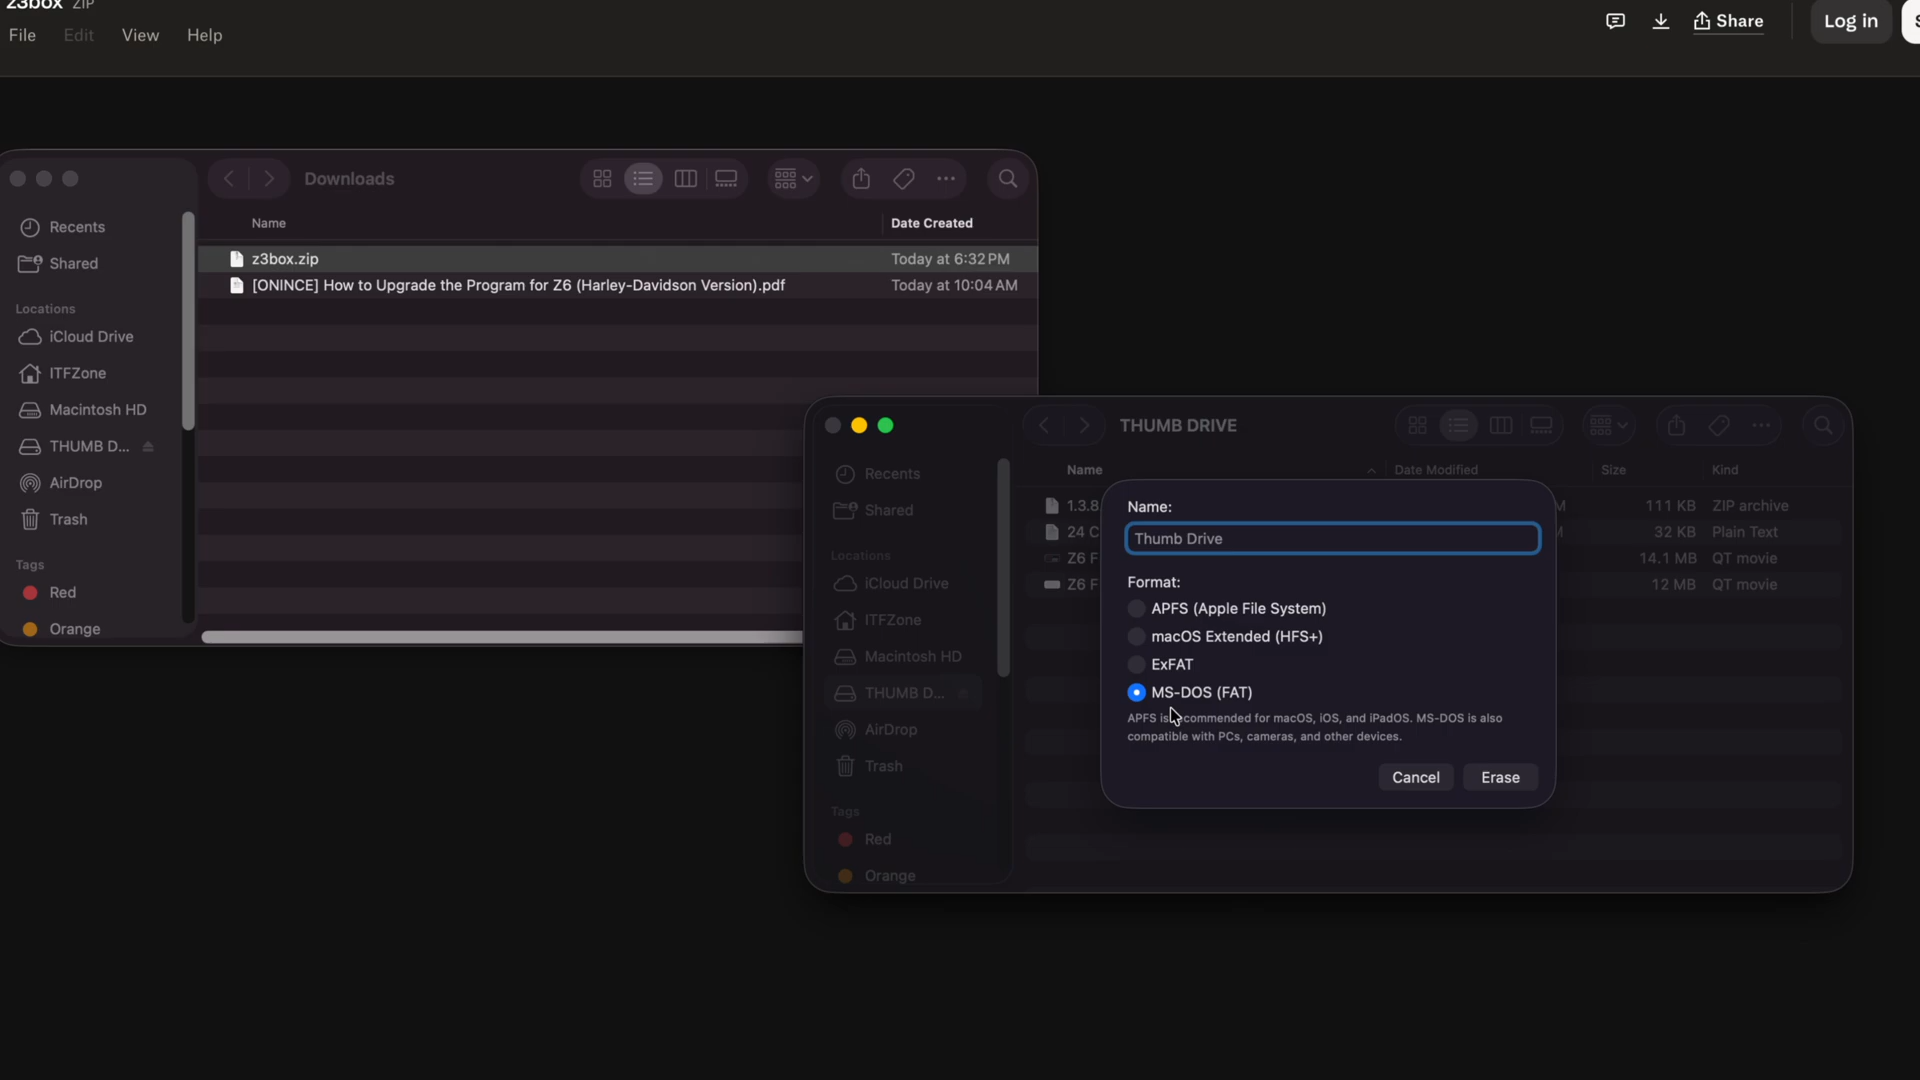 z3box ZIP
File Edit View Help
Share
Log in
Downloads
Name Date Created
z3box.zip Today at 6:32 PM
[ONINCE] How to Upgrade the Program for Z6 (Harley-Davidson Version).pdf Today at 10:04 AM
Recents
Shared
Locations
iCloud Drive
ITFZone
Macintosh HD
THUMB D...
AirDrop
Trash
Tags
Red
Orange
THUMB DRIVE
Name Date Modified Size Kind
1.3.8 M 111 KB ZIP archive
24 C M 32 KB Plain Text
Z6 F 14.1 MB QT movie
Z6 F 12 MB QT movie
Recents
Shared
Locations
iCloud Drive
ITFZone
Macintosh HD
THUMB D...
AirDrop
Trash
Tags
Red
Orange
Name:
Thumb Drive
Format:
APFS (Apple File System)
macOS Extended (HFS+)
ExFAT
MS-DOS (FAT)
APFS is recommended for macOS, iOS, and iPadOS. MS-DOS is also
compatible with PCs, cameras, and other devices.
Cancel Erase